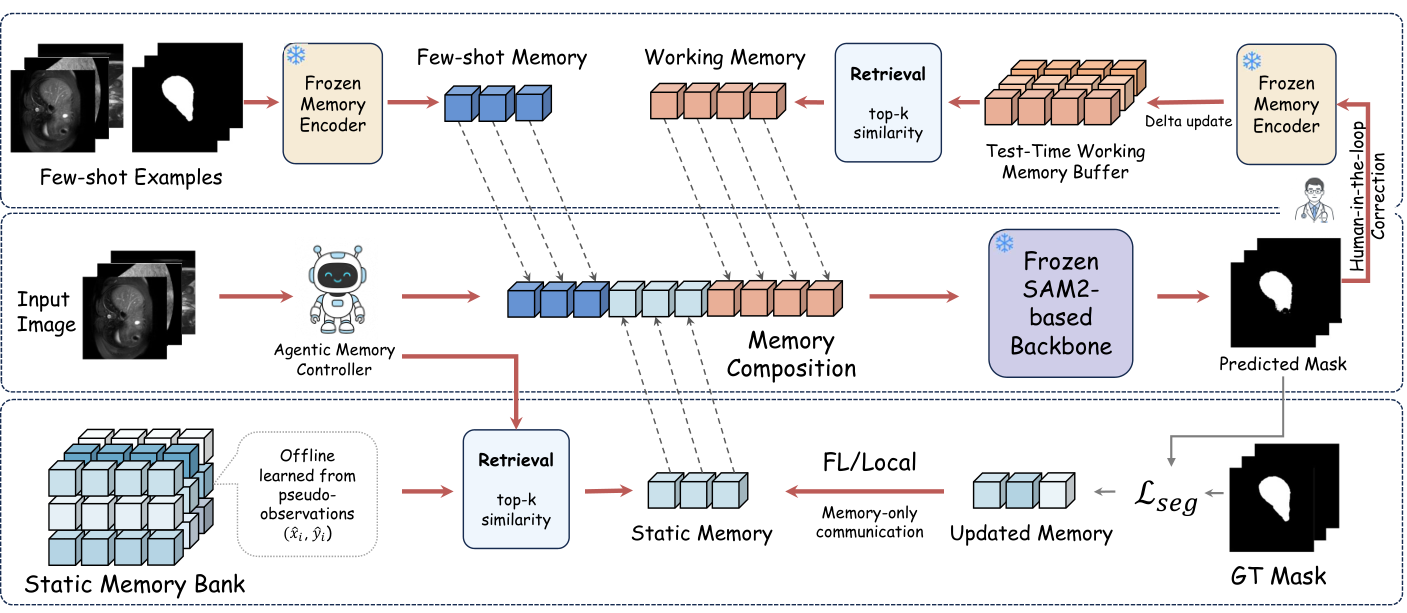 Few-shot Examples
Frozen
Memory
Encoder
Few-shot Memory
Working Memory
Retrieval
top-k
similarity
Test-Time Working
Memory Buffer
Delta update
Frozen
Memory
Encoder
Human-in-the-loop
Correction
Input
Image
Agentic Memory
Controller
Memory
Composition
Frozen
SAM2-
based
Backbone
Predicted Mask
Static Memory Bank
Offline
learned from
pseudo-
observations
(x̂ᵢ, ŷᵢ)
Retrieval
top-k
similarity
Static Memory
FL/Local
Memory-only
communication
Updated Memory
ℒseg
GT Mask